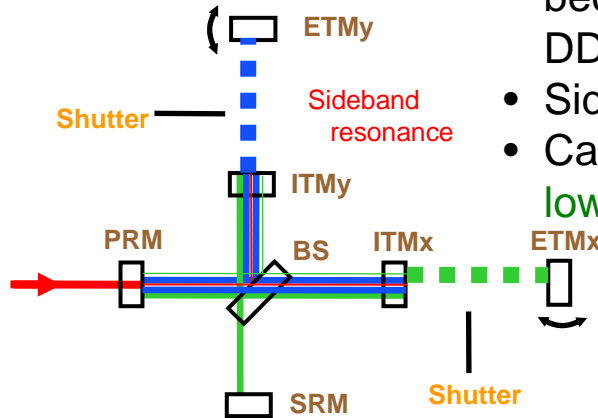 ETMy
Shutter
Sideband
resonance
ITMy
PRM
BS
ITMx
ETMx
SRM
Shutter
DD
• Sid
• Ca
low